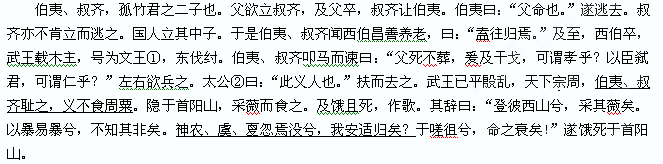 伯夷、叔齐，孤竹君之二子也。父欲立叔齐，及父卒，叔齐让伯夷。伯夷曰：“父命也。”遂逃去。叔
齐亦不肯立而逃之。国人立其中子。于是伯夷、叔齐闻西伯昌善养老，曰：“盍往归焉。”及至，西伯卒，
武王载木主，号为文王①，东伐纣。伯夷、叔齐叩马而谏曰：“父死不葬，爰及干戈，可谓孝乎？以臣弑
君，可谓仁乎？”左右欲兵之。太公②曰：“此义人也。”扶而去之。武王已平殷乱，天下宗周，伯夷、叔
齐耻之，义不食周粟。隐于首阳山，采薇而食之。及饿且死，作歌。其辞曰：“登彼西山兮，采其薇矣。
以暴易暴兮，不知其非矣。神农、虞、夏忽焉没兮，我安适归矣？于嗟徂兮，命之衰矣！”遂饿死于首阳
山。